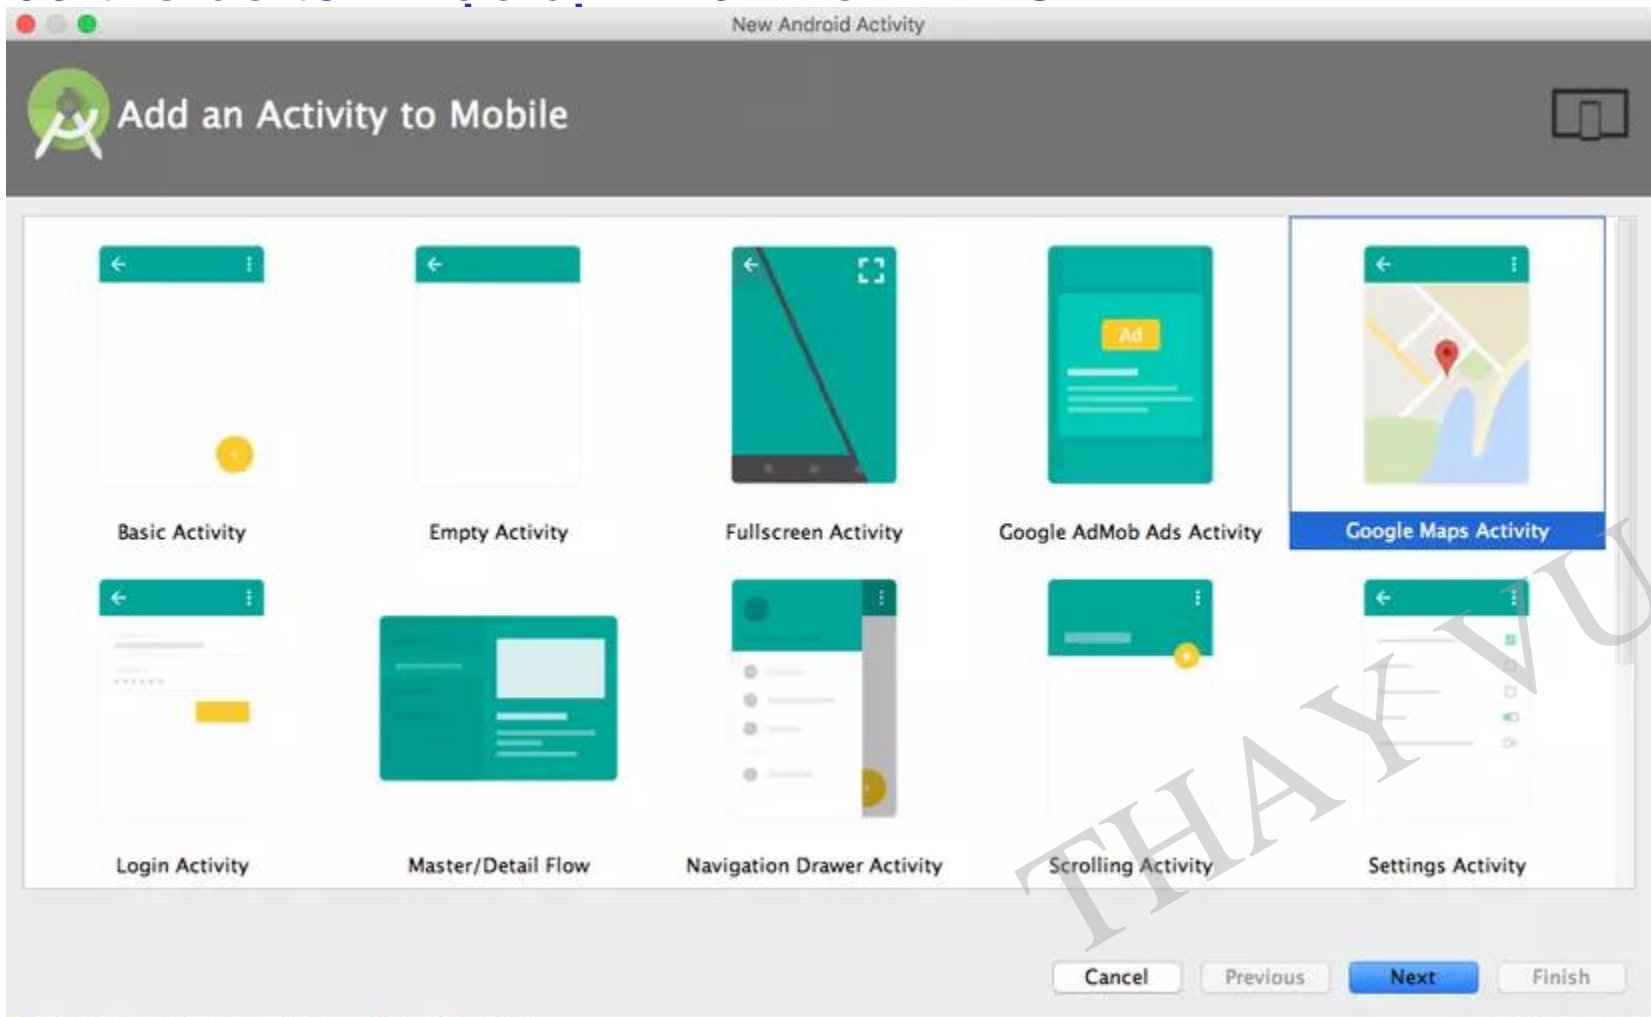 New Android Activity
Add an Activity to Mobile
Ad
Basic Activity
Empty Activity
Fullscreen Activity
Google AdMob Ads Activity
Google Maps Activity
Login Activity
Master/Detail Flow
Navigation Drawer Activity
Scrolling Activity
Settings Activity
THAY VU
Cancel
Previous
Next
Finish